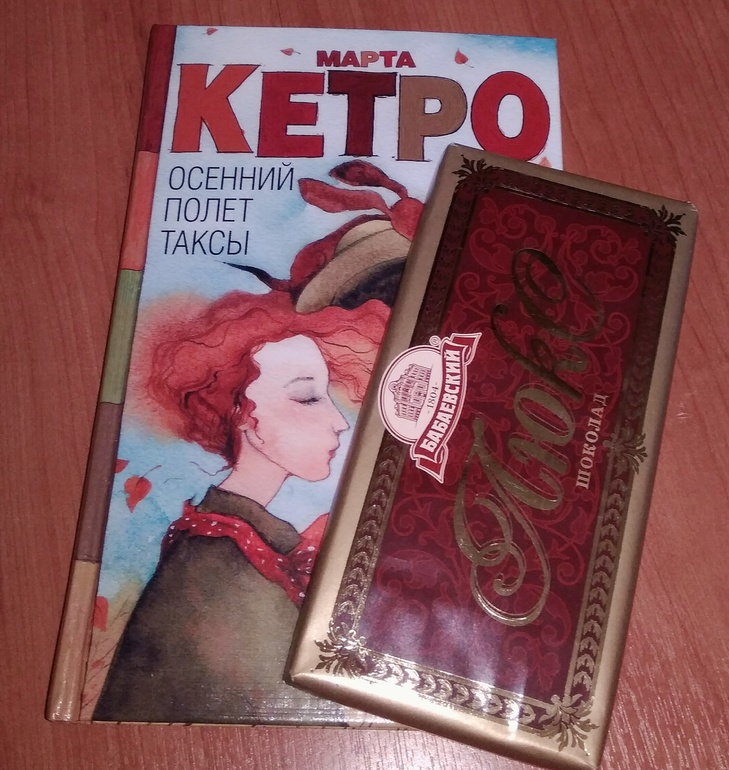 МАРТА
КЕТРО
ОСЕННИЙ
ПОЛЕТ
ТАКСЫ
·1804·
БАБАЕВСКИЙ
Люкс
ШОКОЛАД